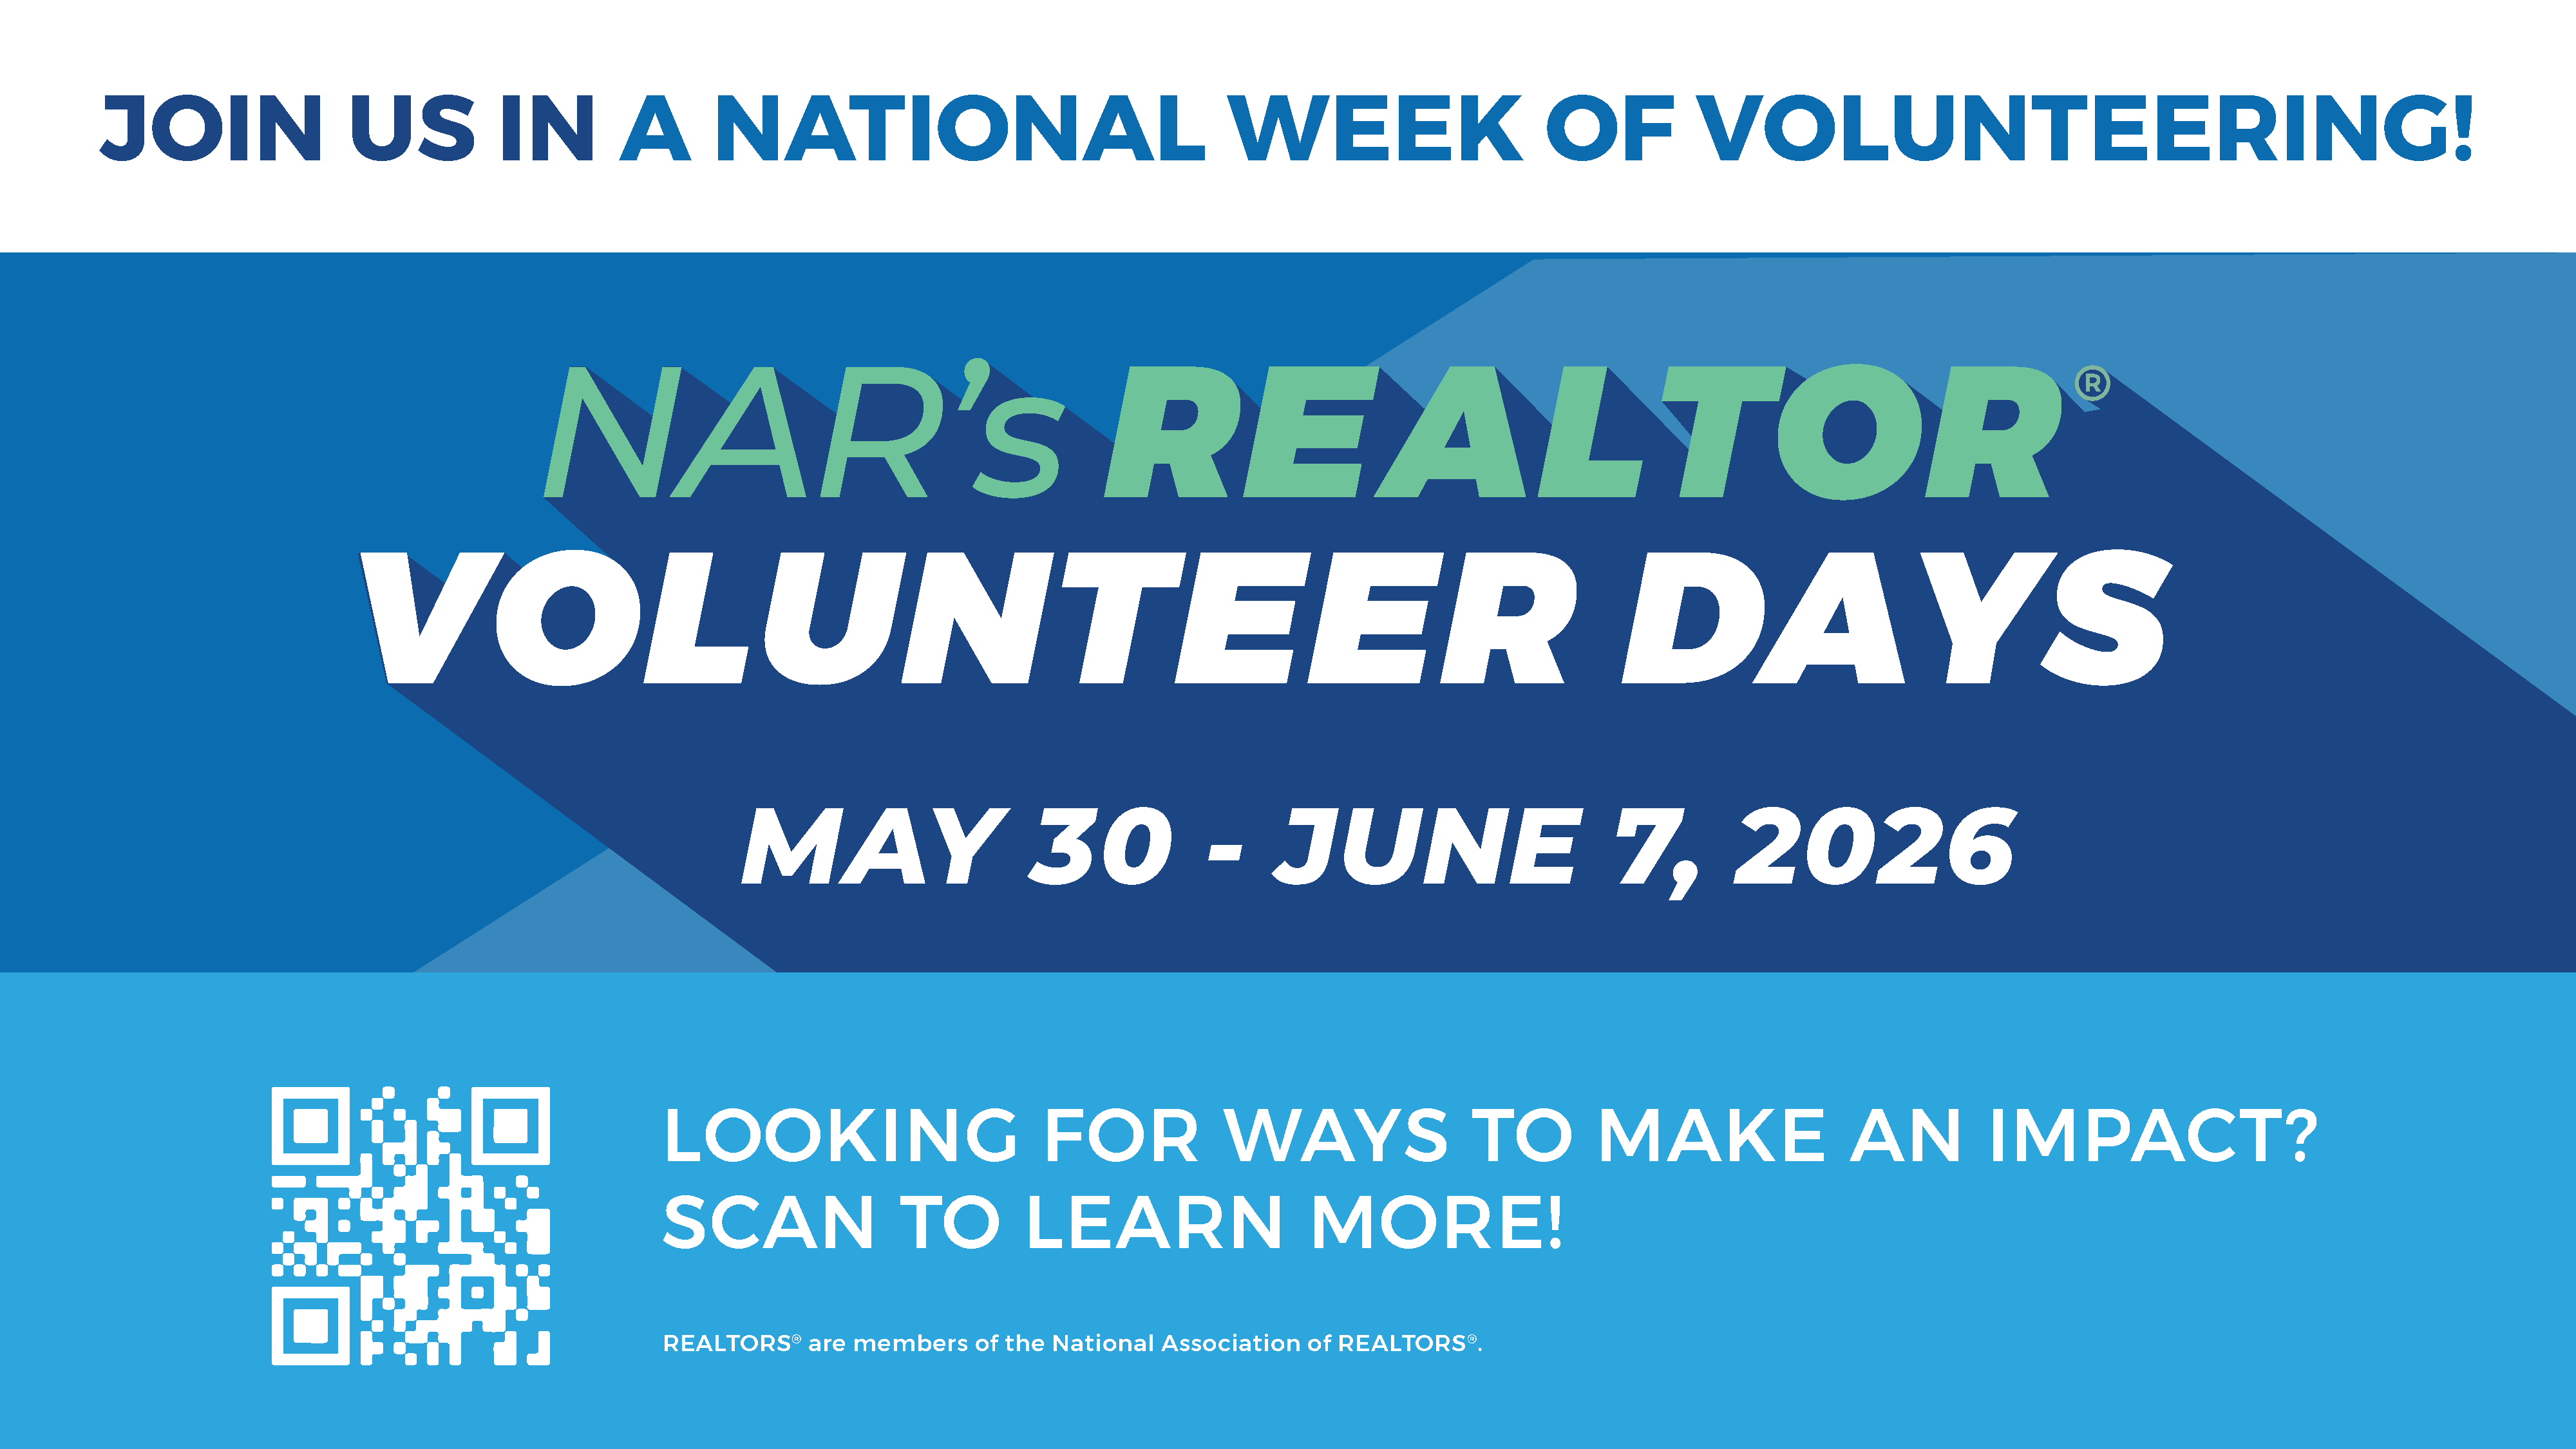 JOIN US IN A NATIONAL WEEK OF VOLUNTEERING!
NAR’s REALTOR®
VOLUNTEER DAYS
MAY 30 - JUNE 7, 2026
LOOKING FOR WAYS TO MAKE AN IMPACT?
SCAN TO LEARN MORE!
REALTORS® are members of the National Association of REALTORS®.